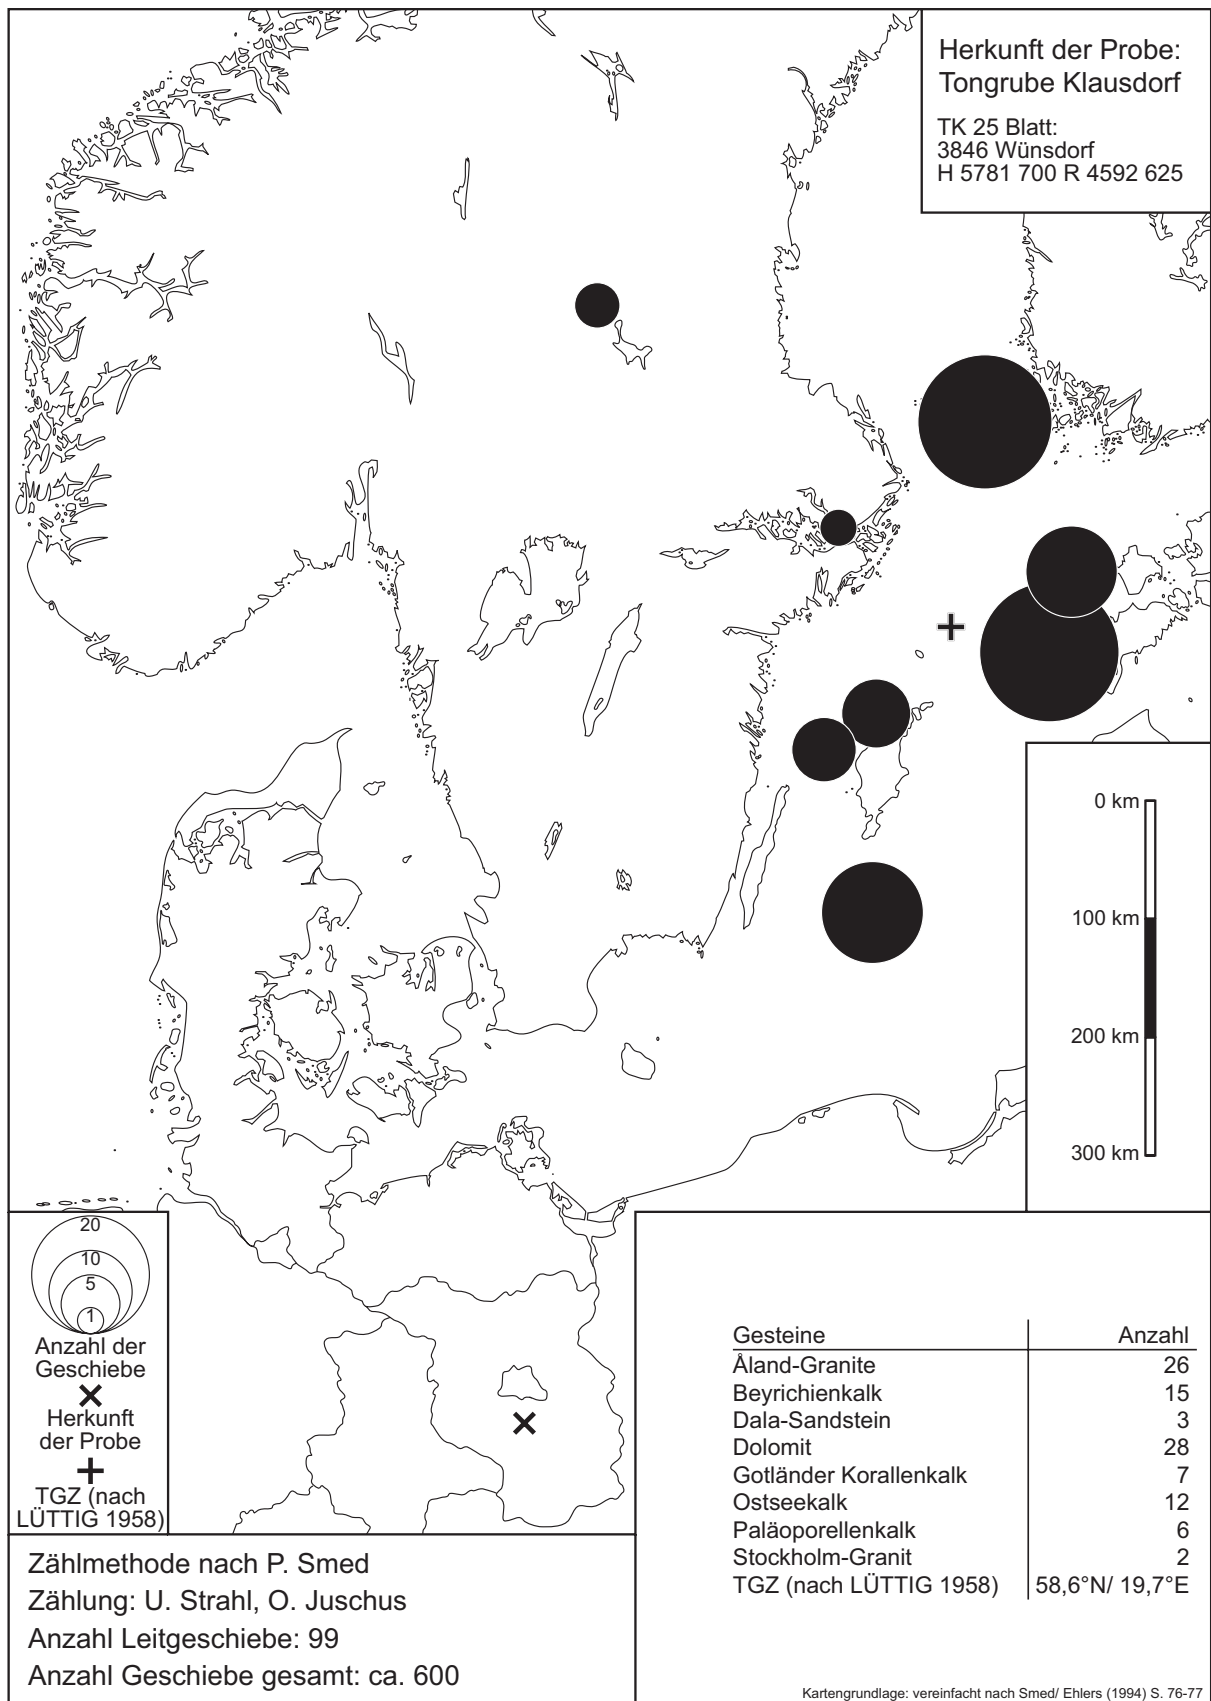 Herkunft der Probe:
Tongrube Klausdorf
TK 25 Blatt:
3846 Wünsdorf
H 5781 700 R 4592 625
0 km
100 km
200 km
300 km
20
10
5
1
Anzahl der
Geschiebe
Herkunft
der Probe
TGZ (nach
LÜTTIG 1958)
Gesteine Anzahl
Åland-Granite 26
Beyrichienkalk 15
Dala-Sandstein 3
Dolomit 28
Gotländer Korallenkalk 7
Ostseekalk 12
Paläoporellenkalk 6
Stockholm-Granit 2
TGZ (nach LÜTTIG 1958) 58,6°N/ 19,7°E
Zählmethode nach P. Smed
Zählung: U. Strahl, O. Juschus
Anzahl Leitgeschiebe: 99
Anzahl Geschiebe gesamt: ca. 600
Kartengrundlage: vereinfacht nach Smed/ Ehlers (1994) S. 76-77